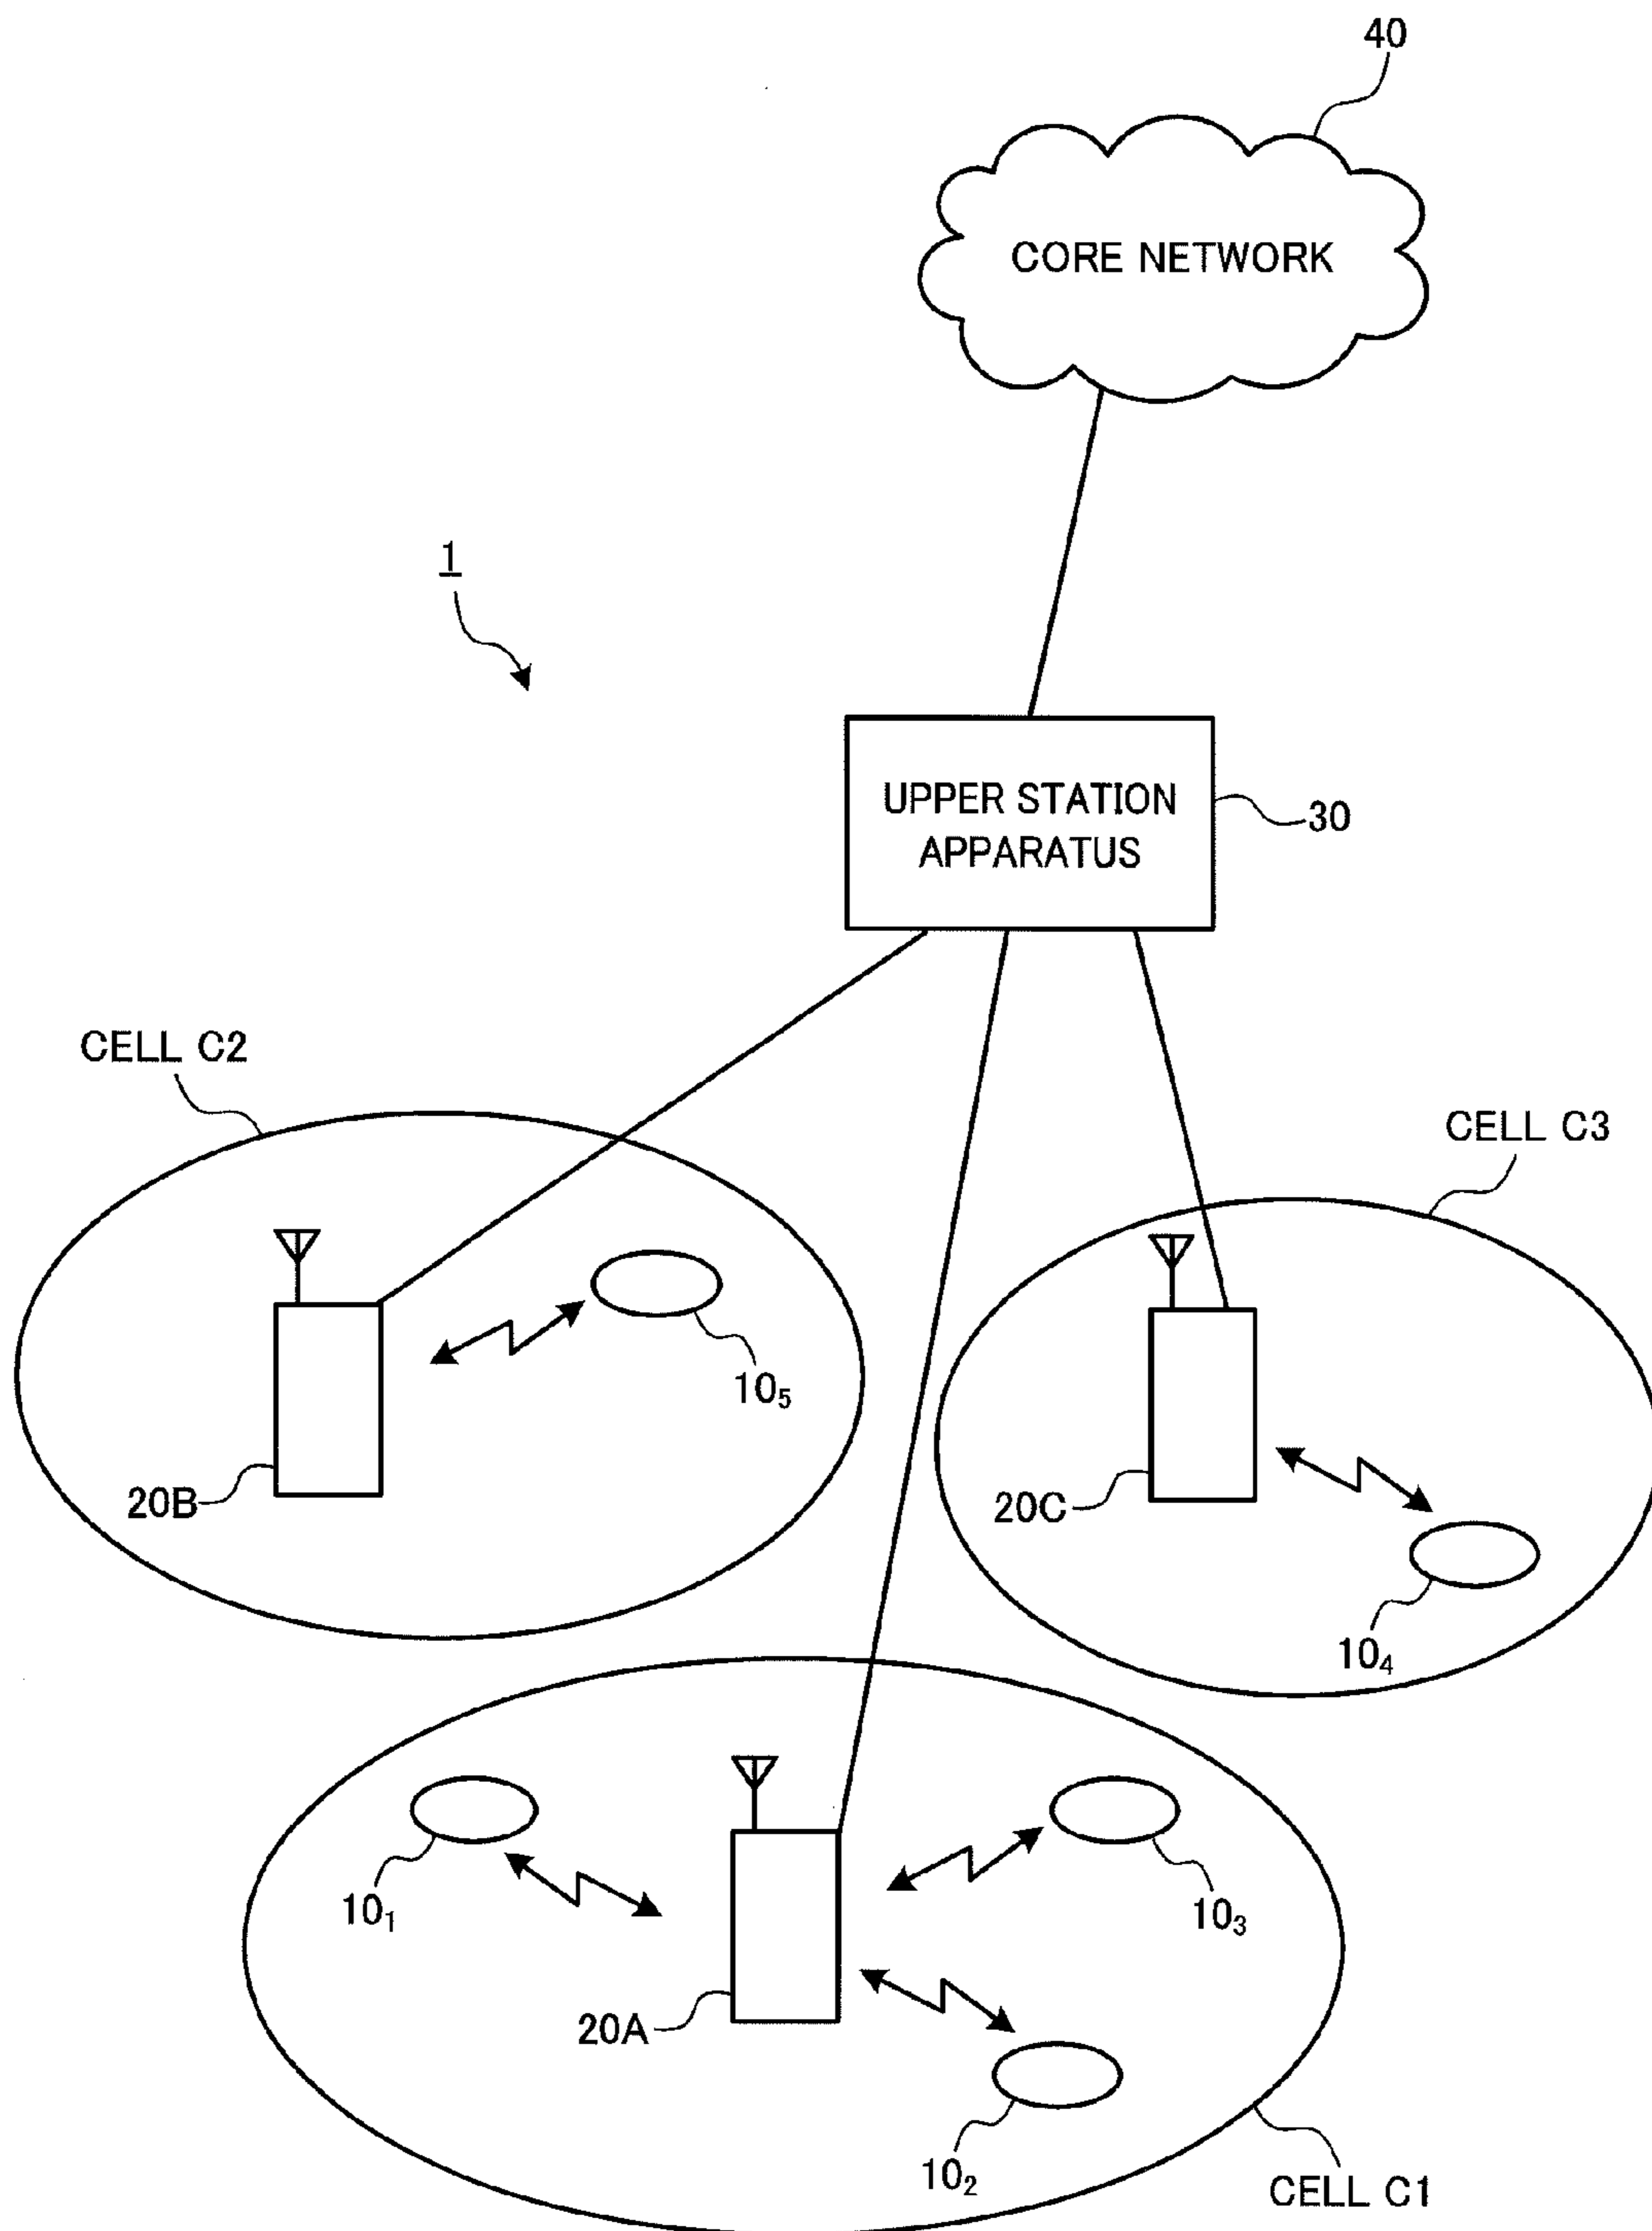 40
CORE NETWORK
1
UPPER STATION
APPARATUS
30
CELL C2
CELL C3
10₅
20B
20C
10₄
10₁
10₃
20A
10₂
CELL C1